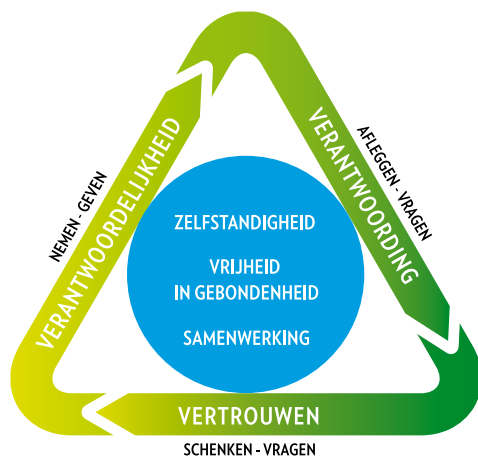 NEMEN - GEVEN
VERANTWOORDELIJKHEID
VERANTWOORDING
AFLEGGEN - VRAGEN
ZELFSTANDIGHEID
VRIJHEID
IN GEBONDENHEID
SAMENWERKING
VERTROUWEN
SCHENKEN - VRAGEN